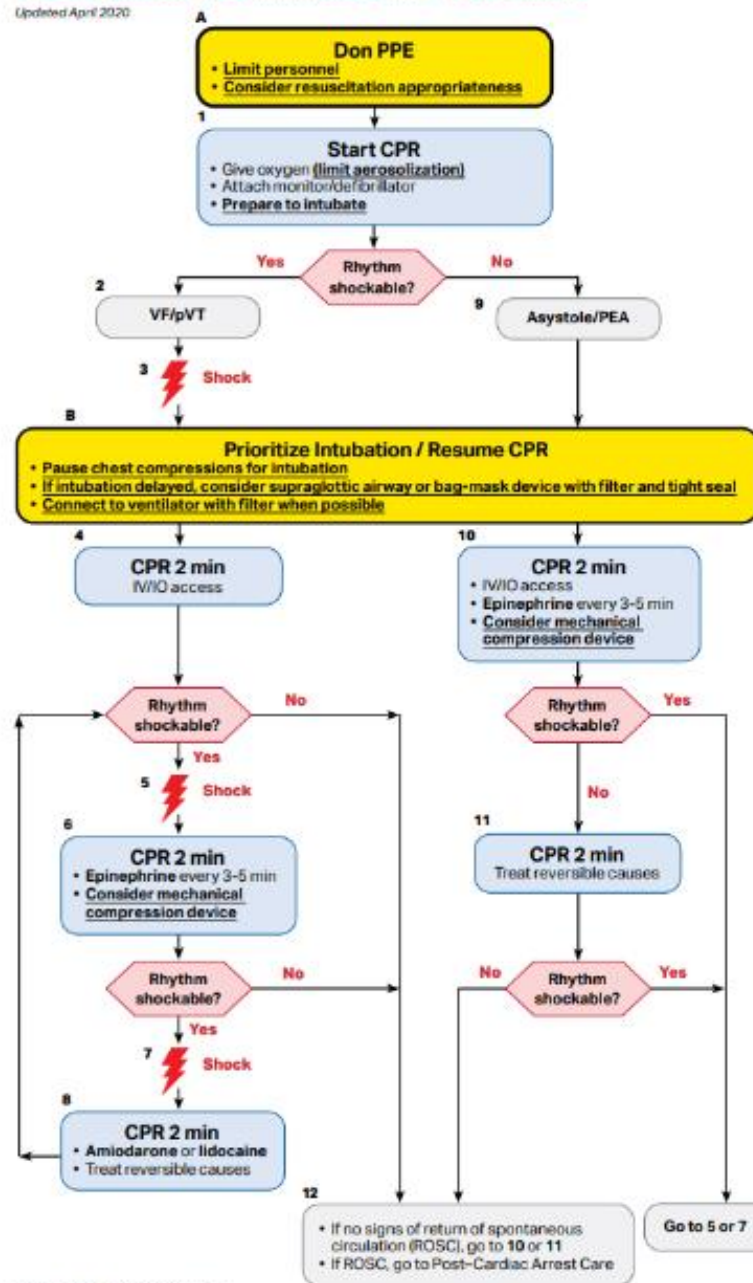 Updated April 2020
A
Don PPE
• Limit personnel
• Consider resuscitation appropriateness
1
Start CPR
• Give oxygen (limit aerosolization)
• Attach monitor/defibrillator
• Prepare to intubate
Yes
Rhythm
shockable?
No
2
VF/pVT
9
Asystole/PEA
3
Shock
B
Prioritize Intubation / Resume CPR
• Pause chest compressions for intubation
• If intubation delayed, consider supraglottic airway or bag-mask device with filter and tight seal
• Connect to ventilator with filter when possible
4
CPR 2 min
IV/IO access
10
CPR 2 min
• IV/IO access
• Epinephrine every 3-5 min
• Consider mechanical
compression device
Rhythm
shockable?
No
Yes
5
Shock
Rhythm
shockable?
Yes
No
6
CPR 2 min
• Epinephrine every 3-5 min
• Consider mechanical
compression device
11
CPR 2 min
Treat reversible causes
Rhythm
shockable?
No
Yes
7
Shock
No
Rhythm
shockable?
Yes
8
CPR 2 min
• Amiodarone or lidocaine
• Treat reversible causes
12
• If no signs of return of spontaneous
circulation (ROSC), go to 10 or 11
• If ROSC, go to Post-Cardiac Arrest Care
Go to 5 or 7